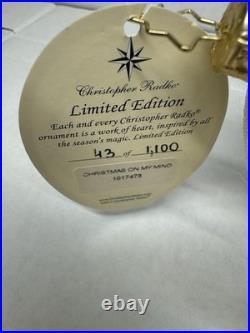 Christopher Radko
Limited Edition
Each and every Christopher Radko®
ornament is a work of heart, inspired by all
the season's magic. Limited Edition
43 of 1,100
CHRISTMAS ON MY MIND
1017479